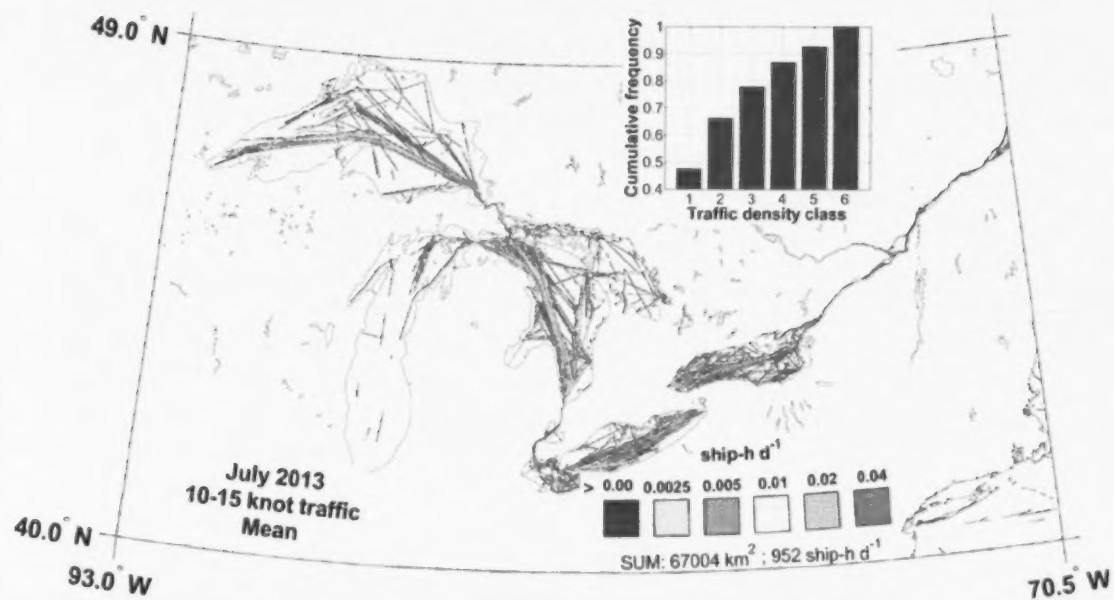 49.0° N
Cumulative frequency
1
0.9
0.8
0.7
0.6
0.5
0.4
1 2 3 4 5 6
Traffic density class
July 2013
10-15 knot traffic
Mean
ship-h d-1
> 0.00 0.0025 0.005 0.01 0.02 0.04
SUM: 67004 km2 ; 952 ship-h d-1
40.0° N
93.0° W
70.5° W